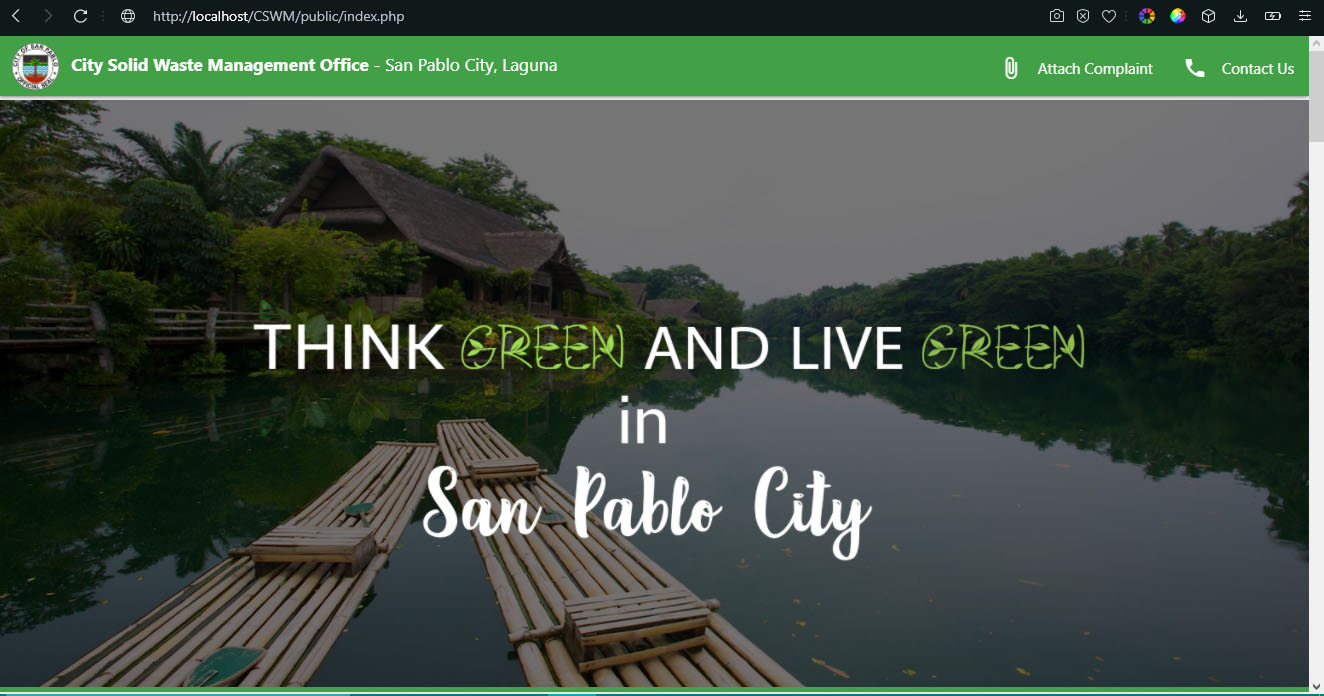 http://localhost/CSWM/public/index.php
CITY OF SAN PABLO
OFFICIAL SEAL
City Solid Waste Management Office - San Pablo City, Laguna
Attach Complaint
Contact Us
THINK GREEN AND LIVE GREEN
in
San Pablo City